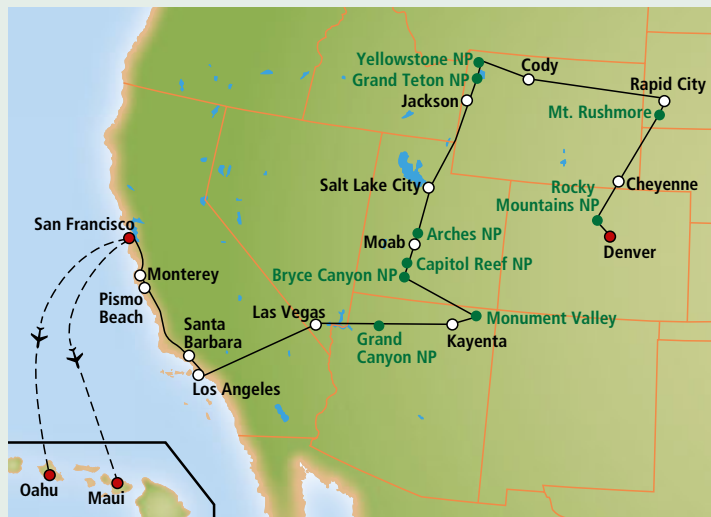 Yellowstone NP
Grand Teton NP
Cody
Jackson
Rapid City
Mt. Rushmore
Salt Lake City
Cheyenne
Rocky
Mountains NP
Denver
San Francisco
Arches NP
Moab
Capitol Reef NP
Bryce Canyon NP
Monterey
Pismo
Beach
Las Vegas
Monument Valley
Santa
Barbara
Grand
Canyon NP
Kayenta
Los Angeles
Oahu
Maui